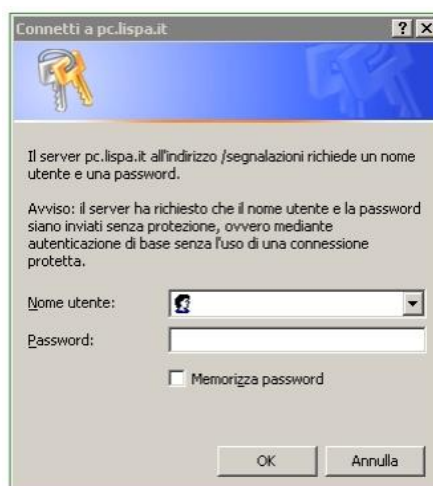 Connetti a pc.lispa.it
Il server pc.lispa.it all'indirizzo /segnalazioni richiede un nome
utente e una password.
Avviso: il server ha richiesto che il nome utente e la password
siano inviati senza protezione, ovvero mediante
autenticazione di base senza l'uso di una connessione
protetta.
Nome utente:
Password:
Memorizza password
OK
Annulla